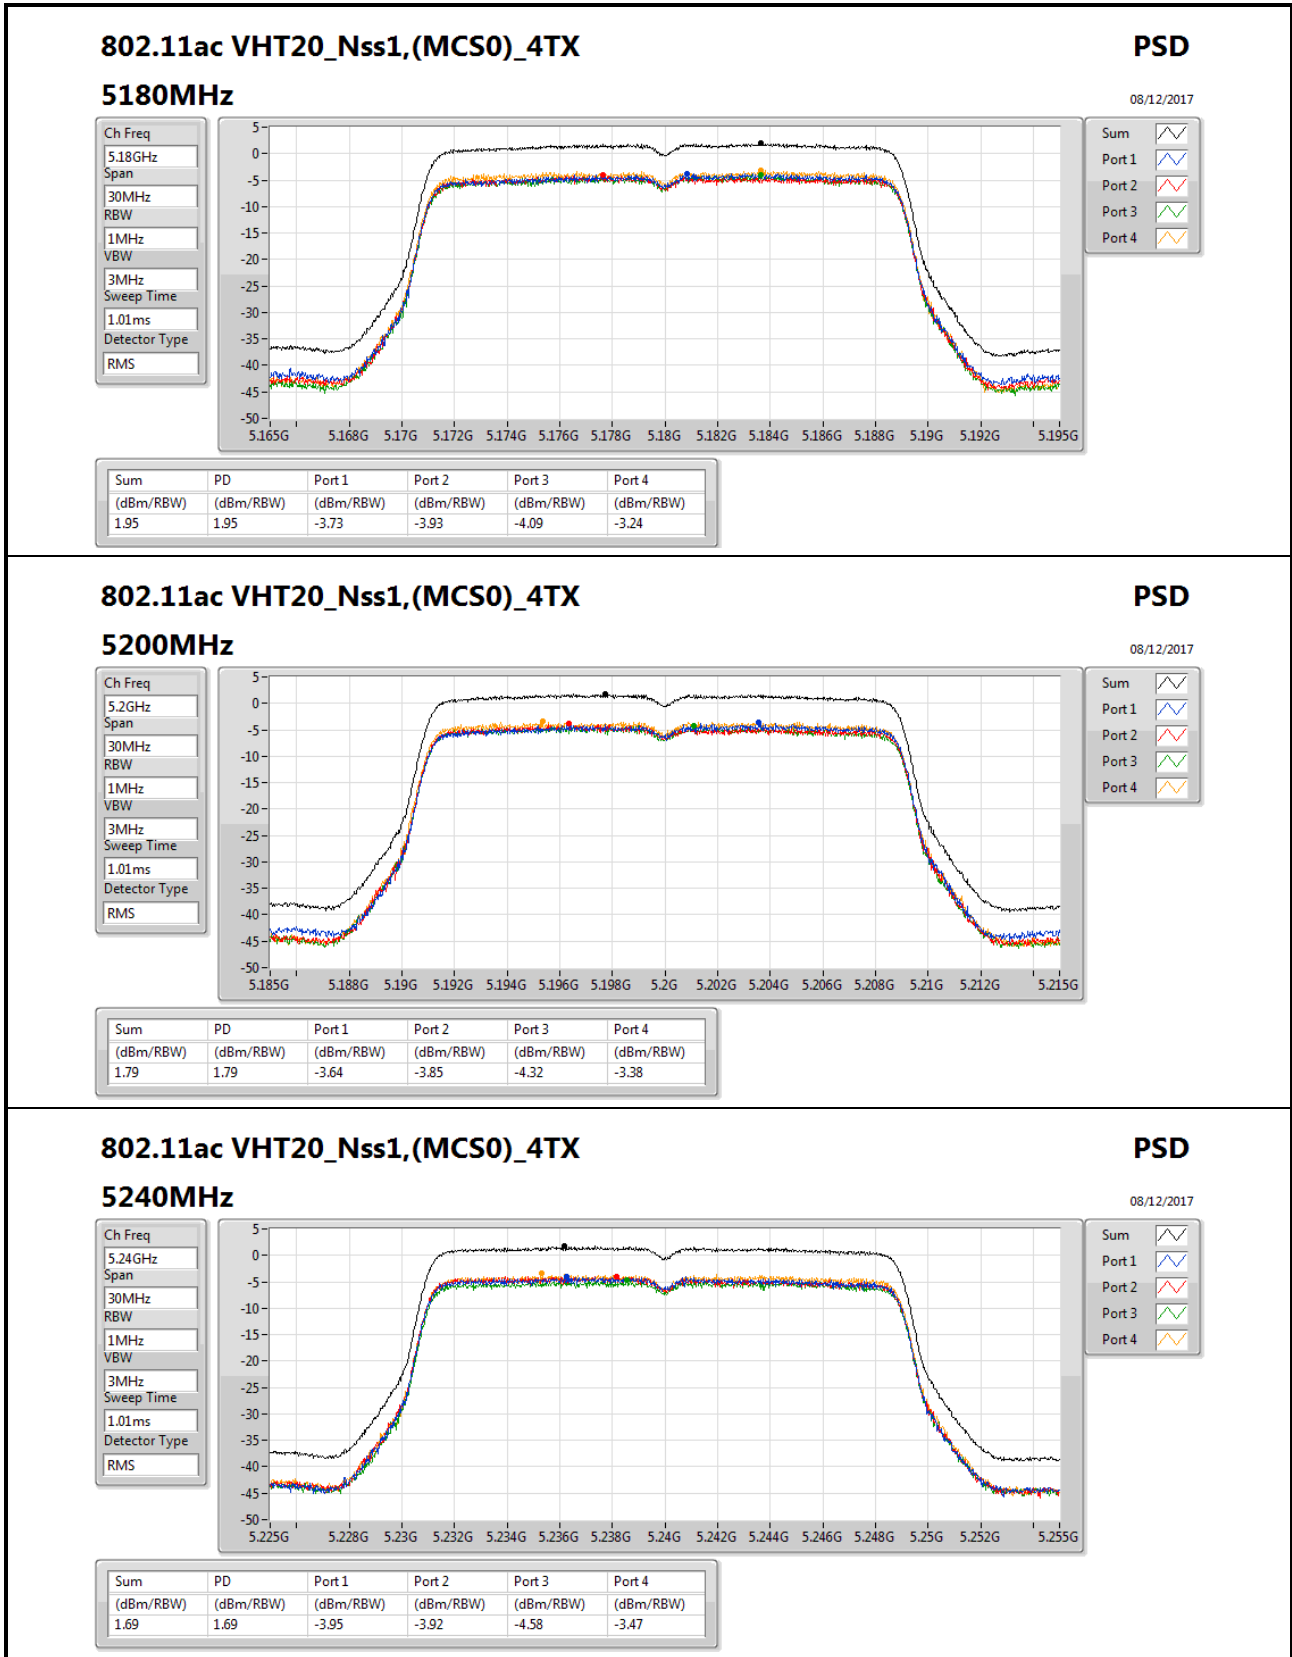 802.11ac VHT20_Nss1,(MCS0)_4TX PSD
5180MHz 08/12/2017
Ch Freq
5.18GHz
Span
30MHz
RBW
1MHz
VBW
3MHz
Sweep Time
1.01ms
Detector Type
RMS
5
0
-5
-10
-15
-20
-25
-30
-35
-40
-45
-50
5.165G 5.168G 5.17G 5.172G 5.174G 5.176G 5.178G 5.18G 5.182G 5.184G 5.186G 5.188G 5.19G 5.192G 5.195G
Sum
Port 1
Port 2
Port 3
Port 4
Sum PD Port 1 Port 2 Port 3 Port 4
(dBm/RBW) (dBm/RBW) (dBm/RBW) (dBm/RBW) (dBm/RBW) (dBm/RBW)
1.95 1.95 -3.73 -3.93 -4.09 -3.24
802.11ac VHT20_Nss1,(MCS0)_4TX PSD
5200MHz 08/12/2017
Ch Freq
5.2GHz
Span
30MHz
RBW
1MHz
VBW
3MHz
Sweep Time
1.01ms
Detector Type
RMS
5
0
-5
-10
-15
-20
-25
-30
-35
-40
-45
-50
5.185G 5.188G 5.19G 5.192G 5.194G 5.196G 5.198G 5.2G 5.202G 5.204G 5.206G 5.208G 5.21G 5.212G 5.215G
Sum
Port 1
Port 2
Port 3
Port 4
Sum PD Port 1 Port 2 Port 3 Port 4
(dBm/RBW) (dBm/RBW) (dBm/RBW) (dBm/RBW) (dBm/RBW) (dBm/RBW)
1.79 1.79 -3.64 -3.85 -4.32 -3.38
802.11ac VHT20_Nss1,(MCS0)_4TX PSD
5240MHz 08/12/2017
Ch Freq
5.24GHz
Span
30MHz
RBW
1MHz
VBW
3MHz
Sweep Time
1.01ms
Detector Type
RMS
5
0
-5
-10
-15
-20
-25
-30
-35
-40
-45
-50
5.225G 5.228G 5.23G 5.232G 5.234G 5.236G 5.238G 5.24G 5.242G 5.244G 5.246G 5.248G 5.25G 5.252G 5.255G
Sum
Port 1
Port 2
Port 3
Port 4
Sum PD Port 1 Port 2 Port 3 Port 4
(dBm/RBW) (dBm/RBW) (dBm/RBW) (dBm/RBW) (dBm/RBW) (dBm/RBW)
1.69 1.69 -3.95 -3.92 -4.58 -3.47